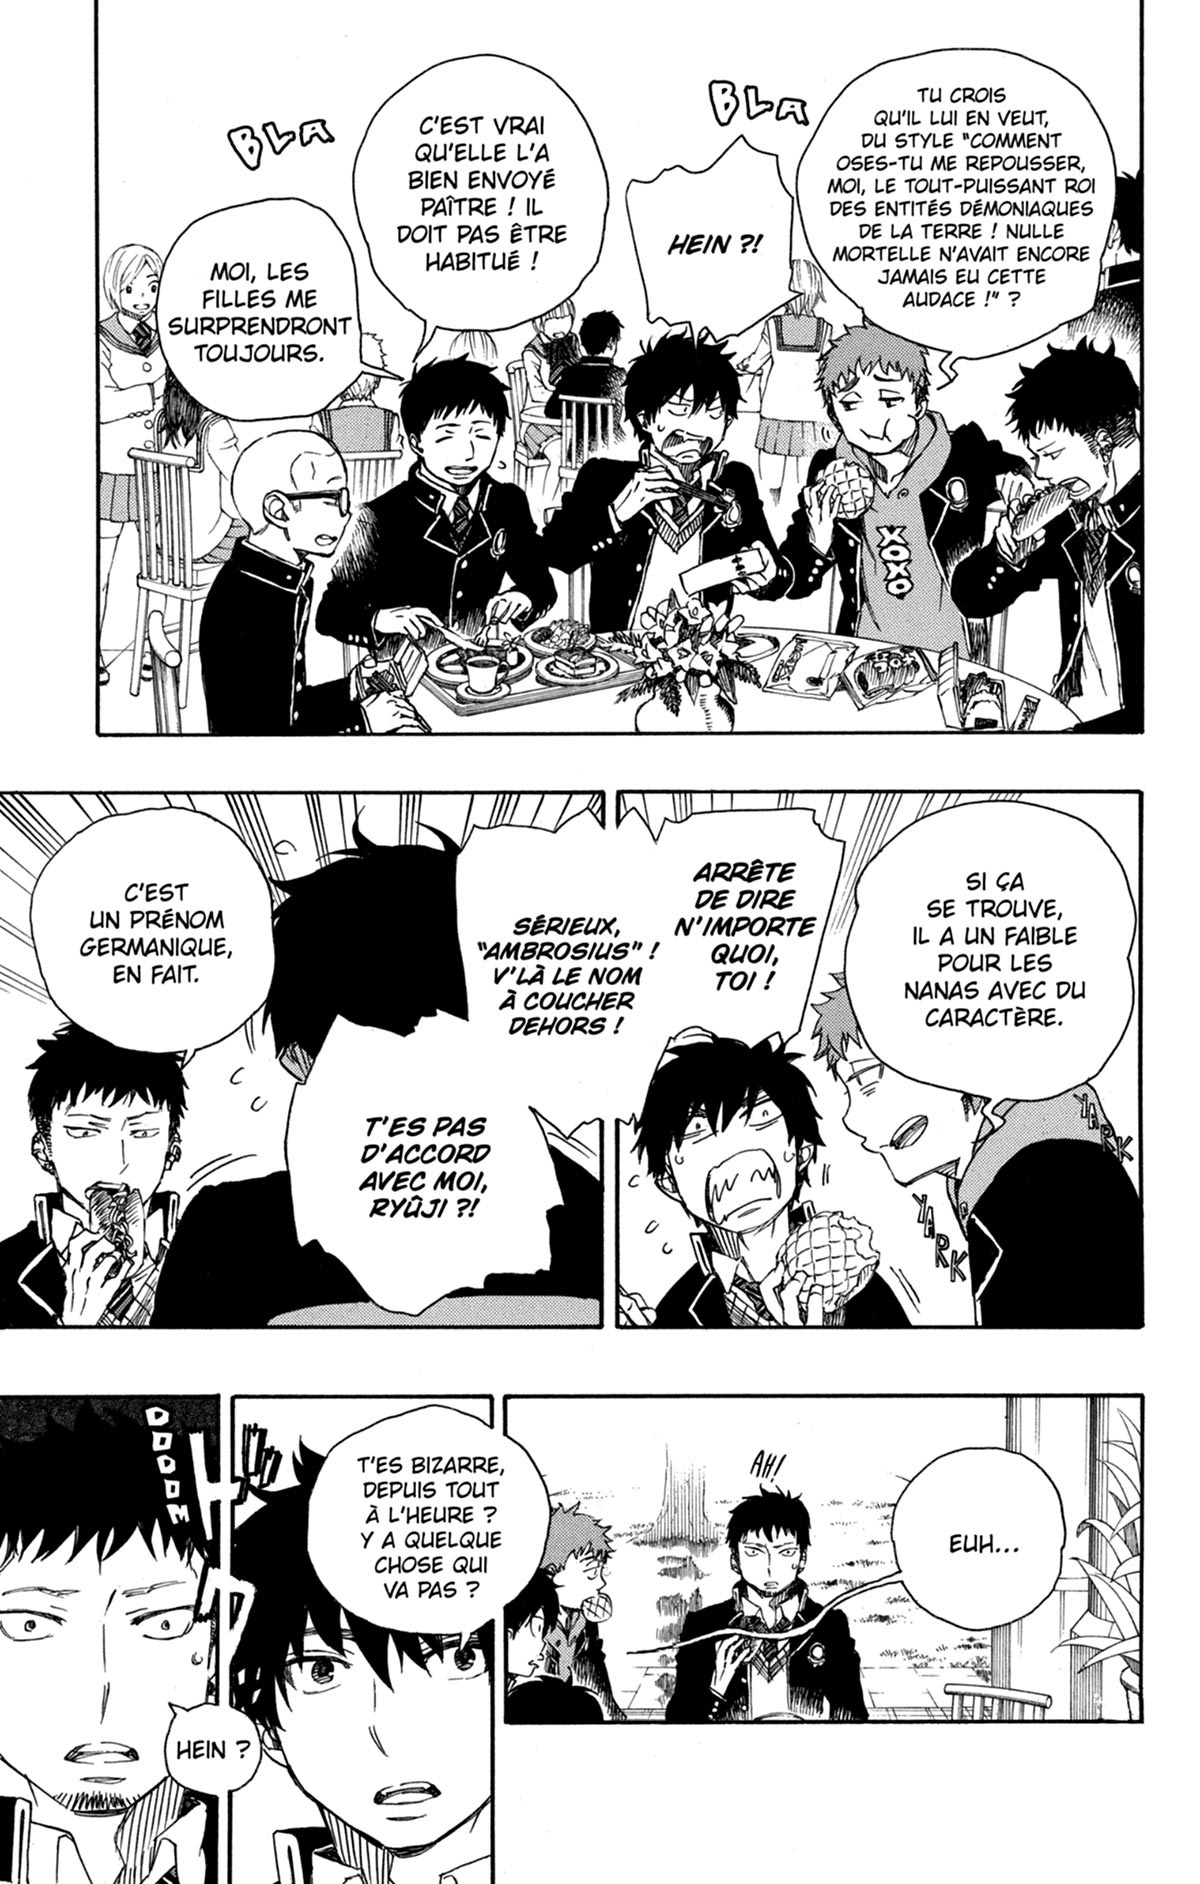 TU CROIS
QU'IL LUI EN VEUT,
DU STYLE "COMMENT
OSES-TU ME REPOUSSER,
MOI, LE TOUT-PUISSANT ROI
DES ENTITÉS DÉMONIAQUES
DE LA TERRE ! NULLE
MORTELLE N'AVAIT ENCORE
JAMAIS EU CETTE
AUDACE !" ?
BLA
HEIN ?!
C'EST VRAI
QU'ELLE L'A
BIEN ENVOYÉ
PAÎTRE ! IL
DOIT PAS ÊTRE
HABITUÉ !
BLA
MOI, LES
FILLES ME
SURPRENDRONT
TOUJOURS.
XOXO
SI ÇA
SE TROUVE,
IL A UN FAIBLE
POUR LES
NANAS AVEC DU
CARACTÈRE.
YARK
YARK
ARRÊTE
DE DIRE
N'IMPORTE
QUOI,
TOI !
SÉRIEUX,
"AMBROSIUS" !
V'LÀ LE NOM
À COUCHER
DEHORS !
T'ES PAS
D'ACCORD
AVEC MOI,
RYÛJI ?!
C'EST
UN PRÉNOM
GERMANIQUE,
EN FAIT.
EUH...
AH!
T'ES BIZARRE,
DEPUIS TOUT
À L'HEURE ?
Y A QUELQUE
CHOSE QUI
VA PAS ?
DODOM
HEIN ?